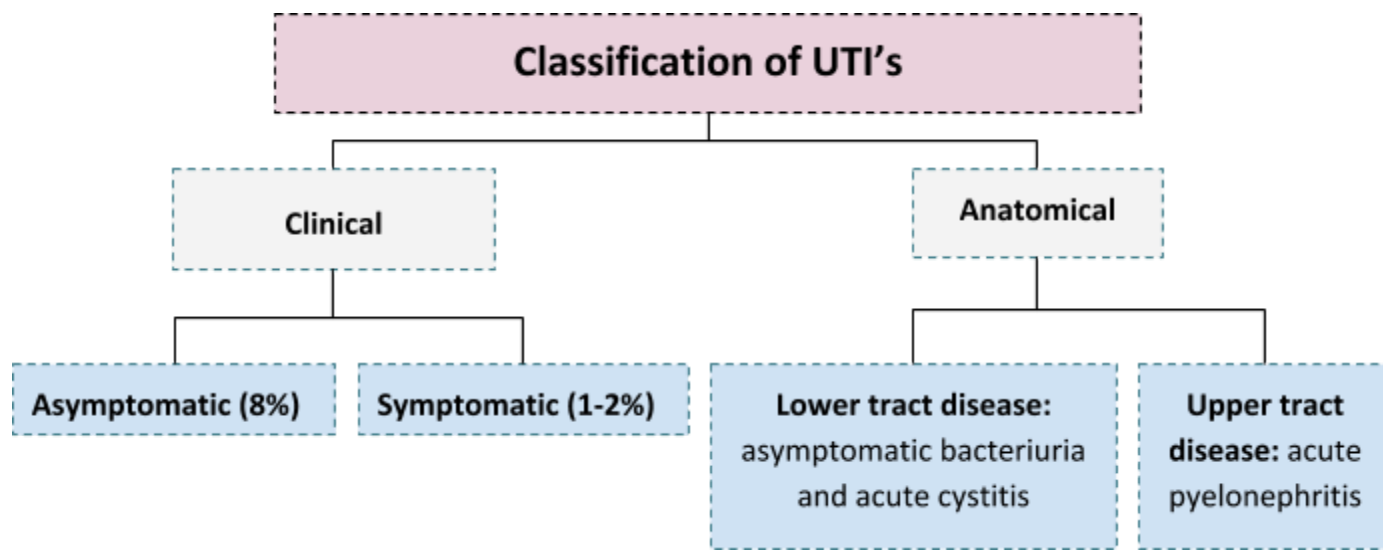 Classification of UTI’s
Clinical
Anatomical
Asymptomatic (8%)
Symptomatic (1-2%)
Lower tract disease:
asymptomatic bacteriuria
and acute cystitis
Upper tract
disease: acute
pyelonephritis